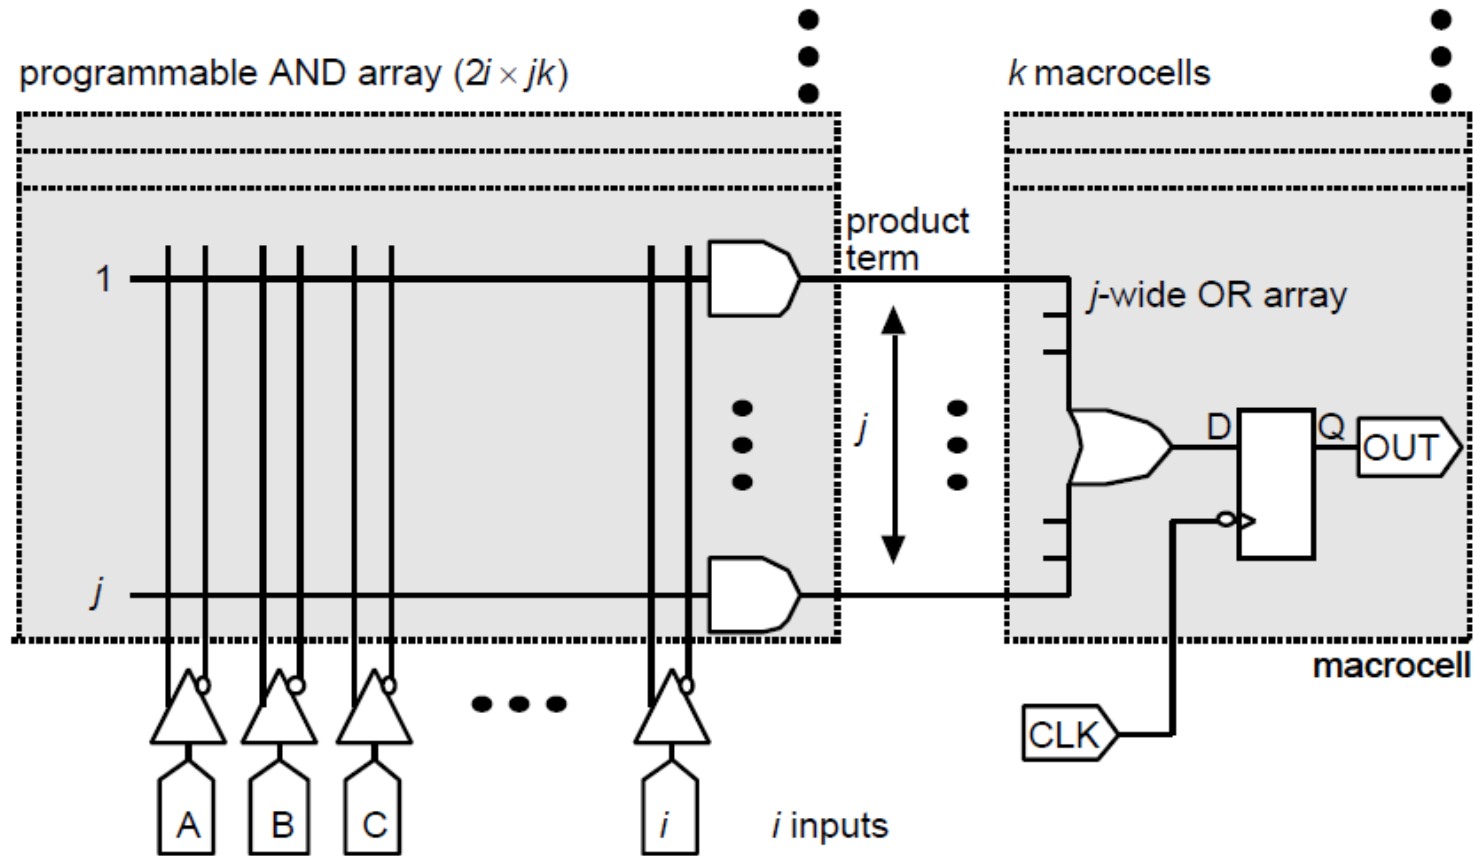 programmable AND array (2i × jk)
k macrocells
product
term
1
j-wide OR array
j
D
Q
OUT
j
macrocell
CLK
A
B
C
i
i inputs